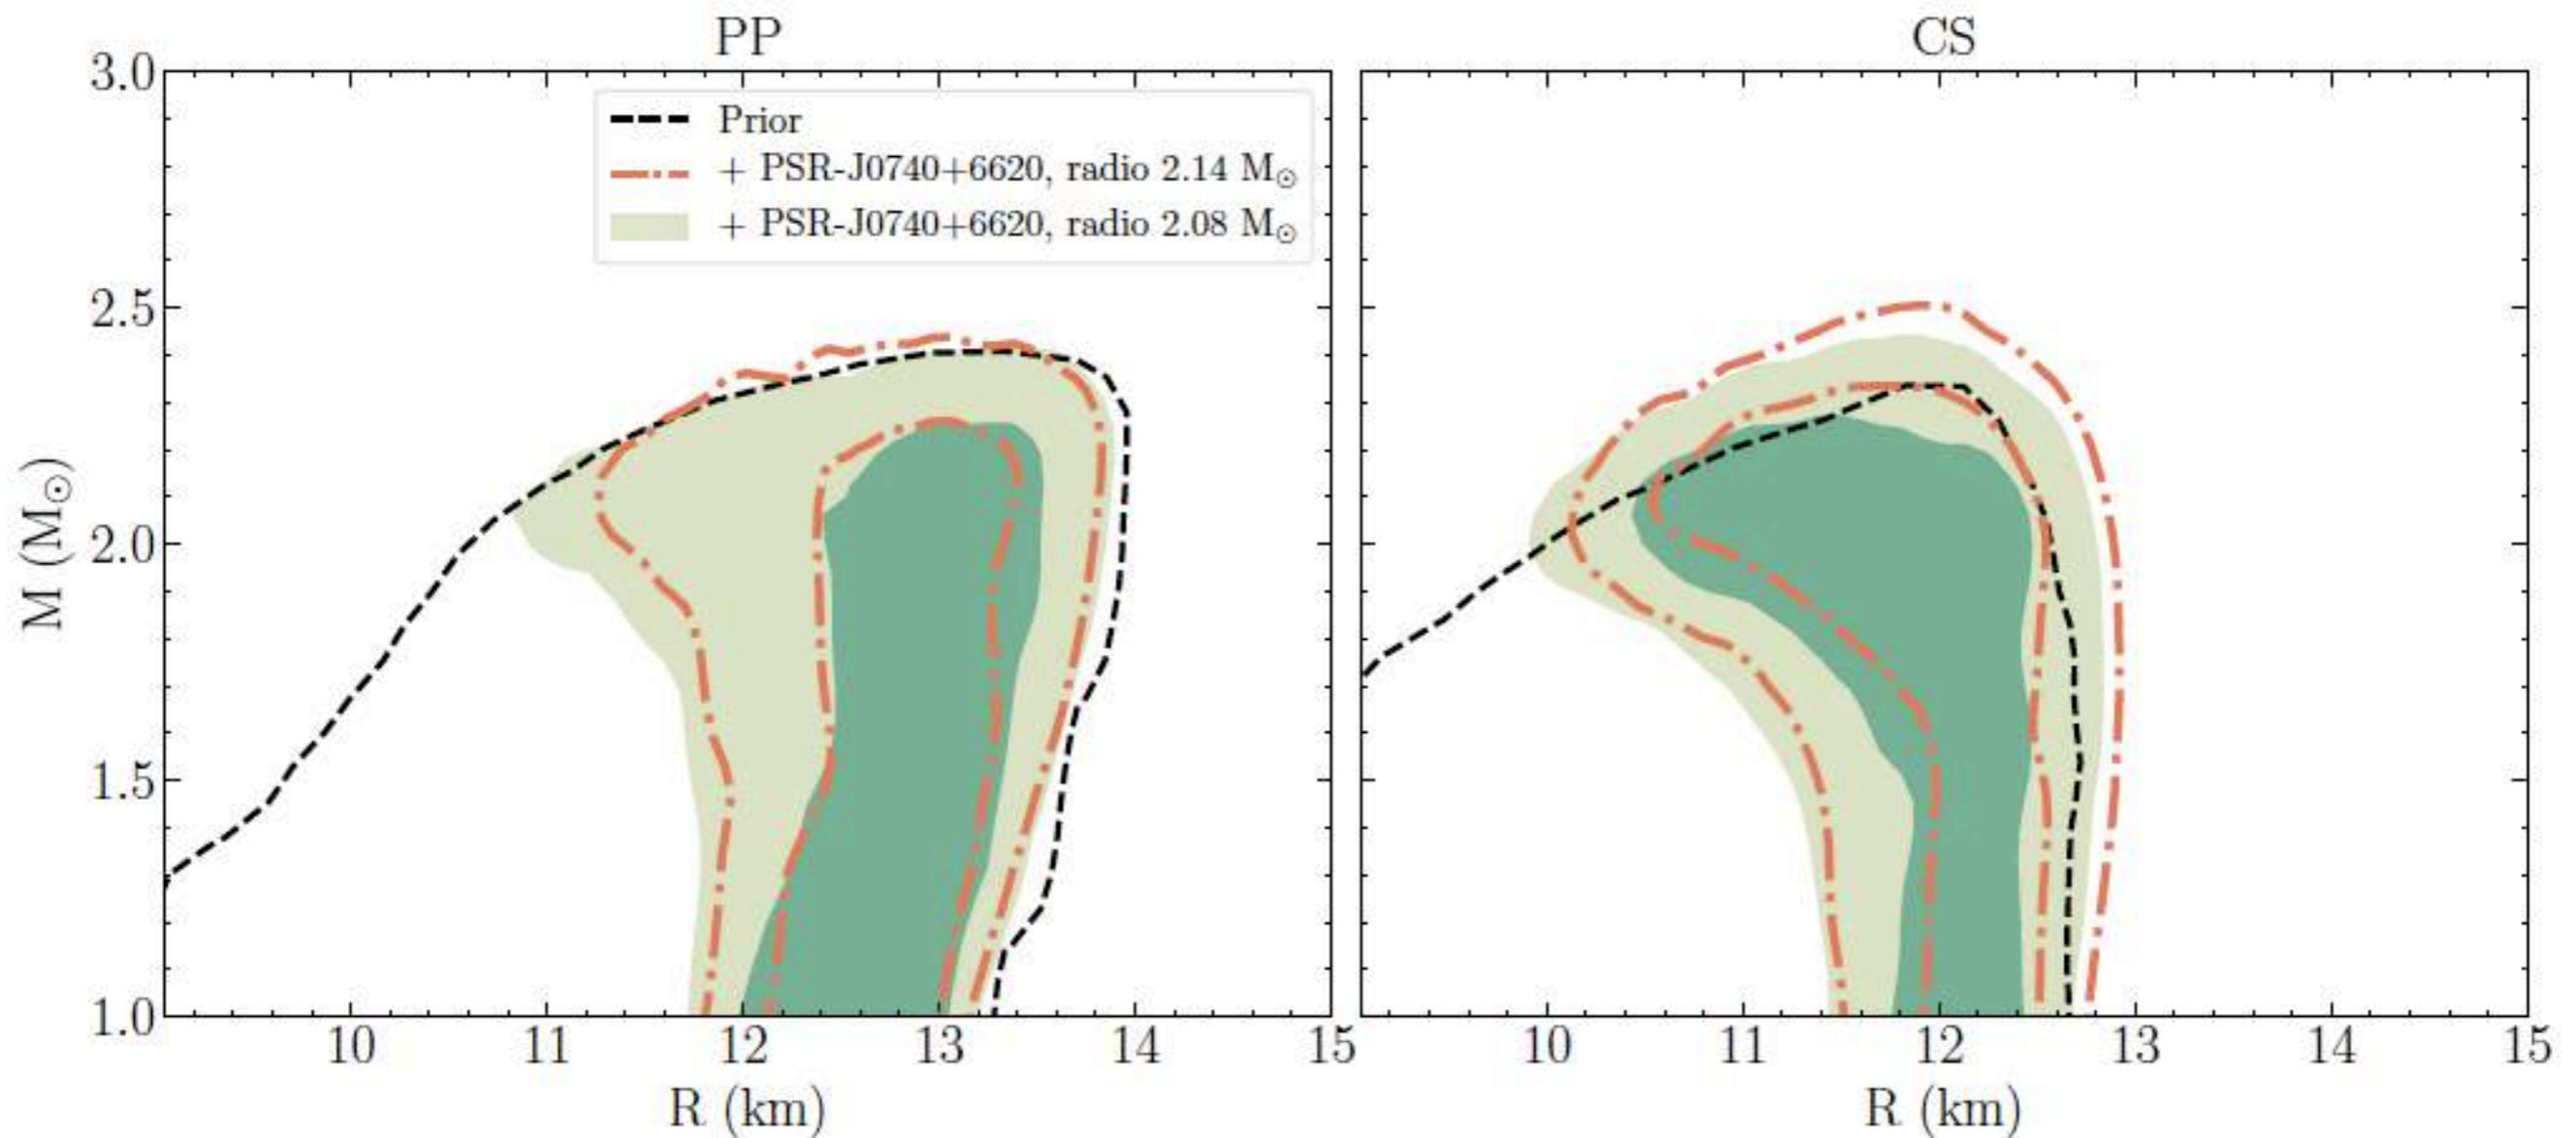 PP
CS
3.0
2.5
2.0
1.5
1.0
M (M⊙)
Prior
+ PSR-J0740+6620, radio 2.14 M⊙
+ PSR-J0740+6620, radio 2.08 M⊙
10 11 12 13 14 15
10 11 12 13 14 15
R (km)
R (km)